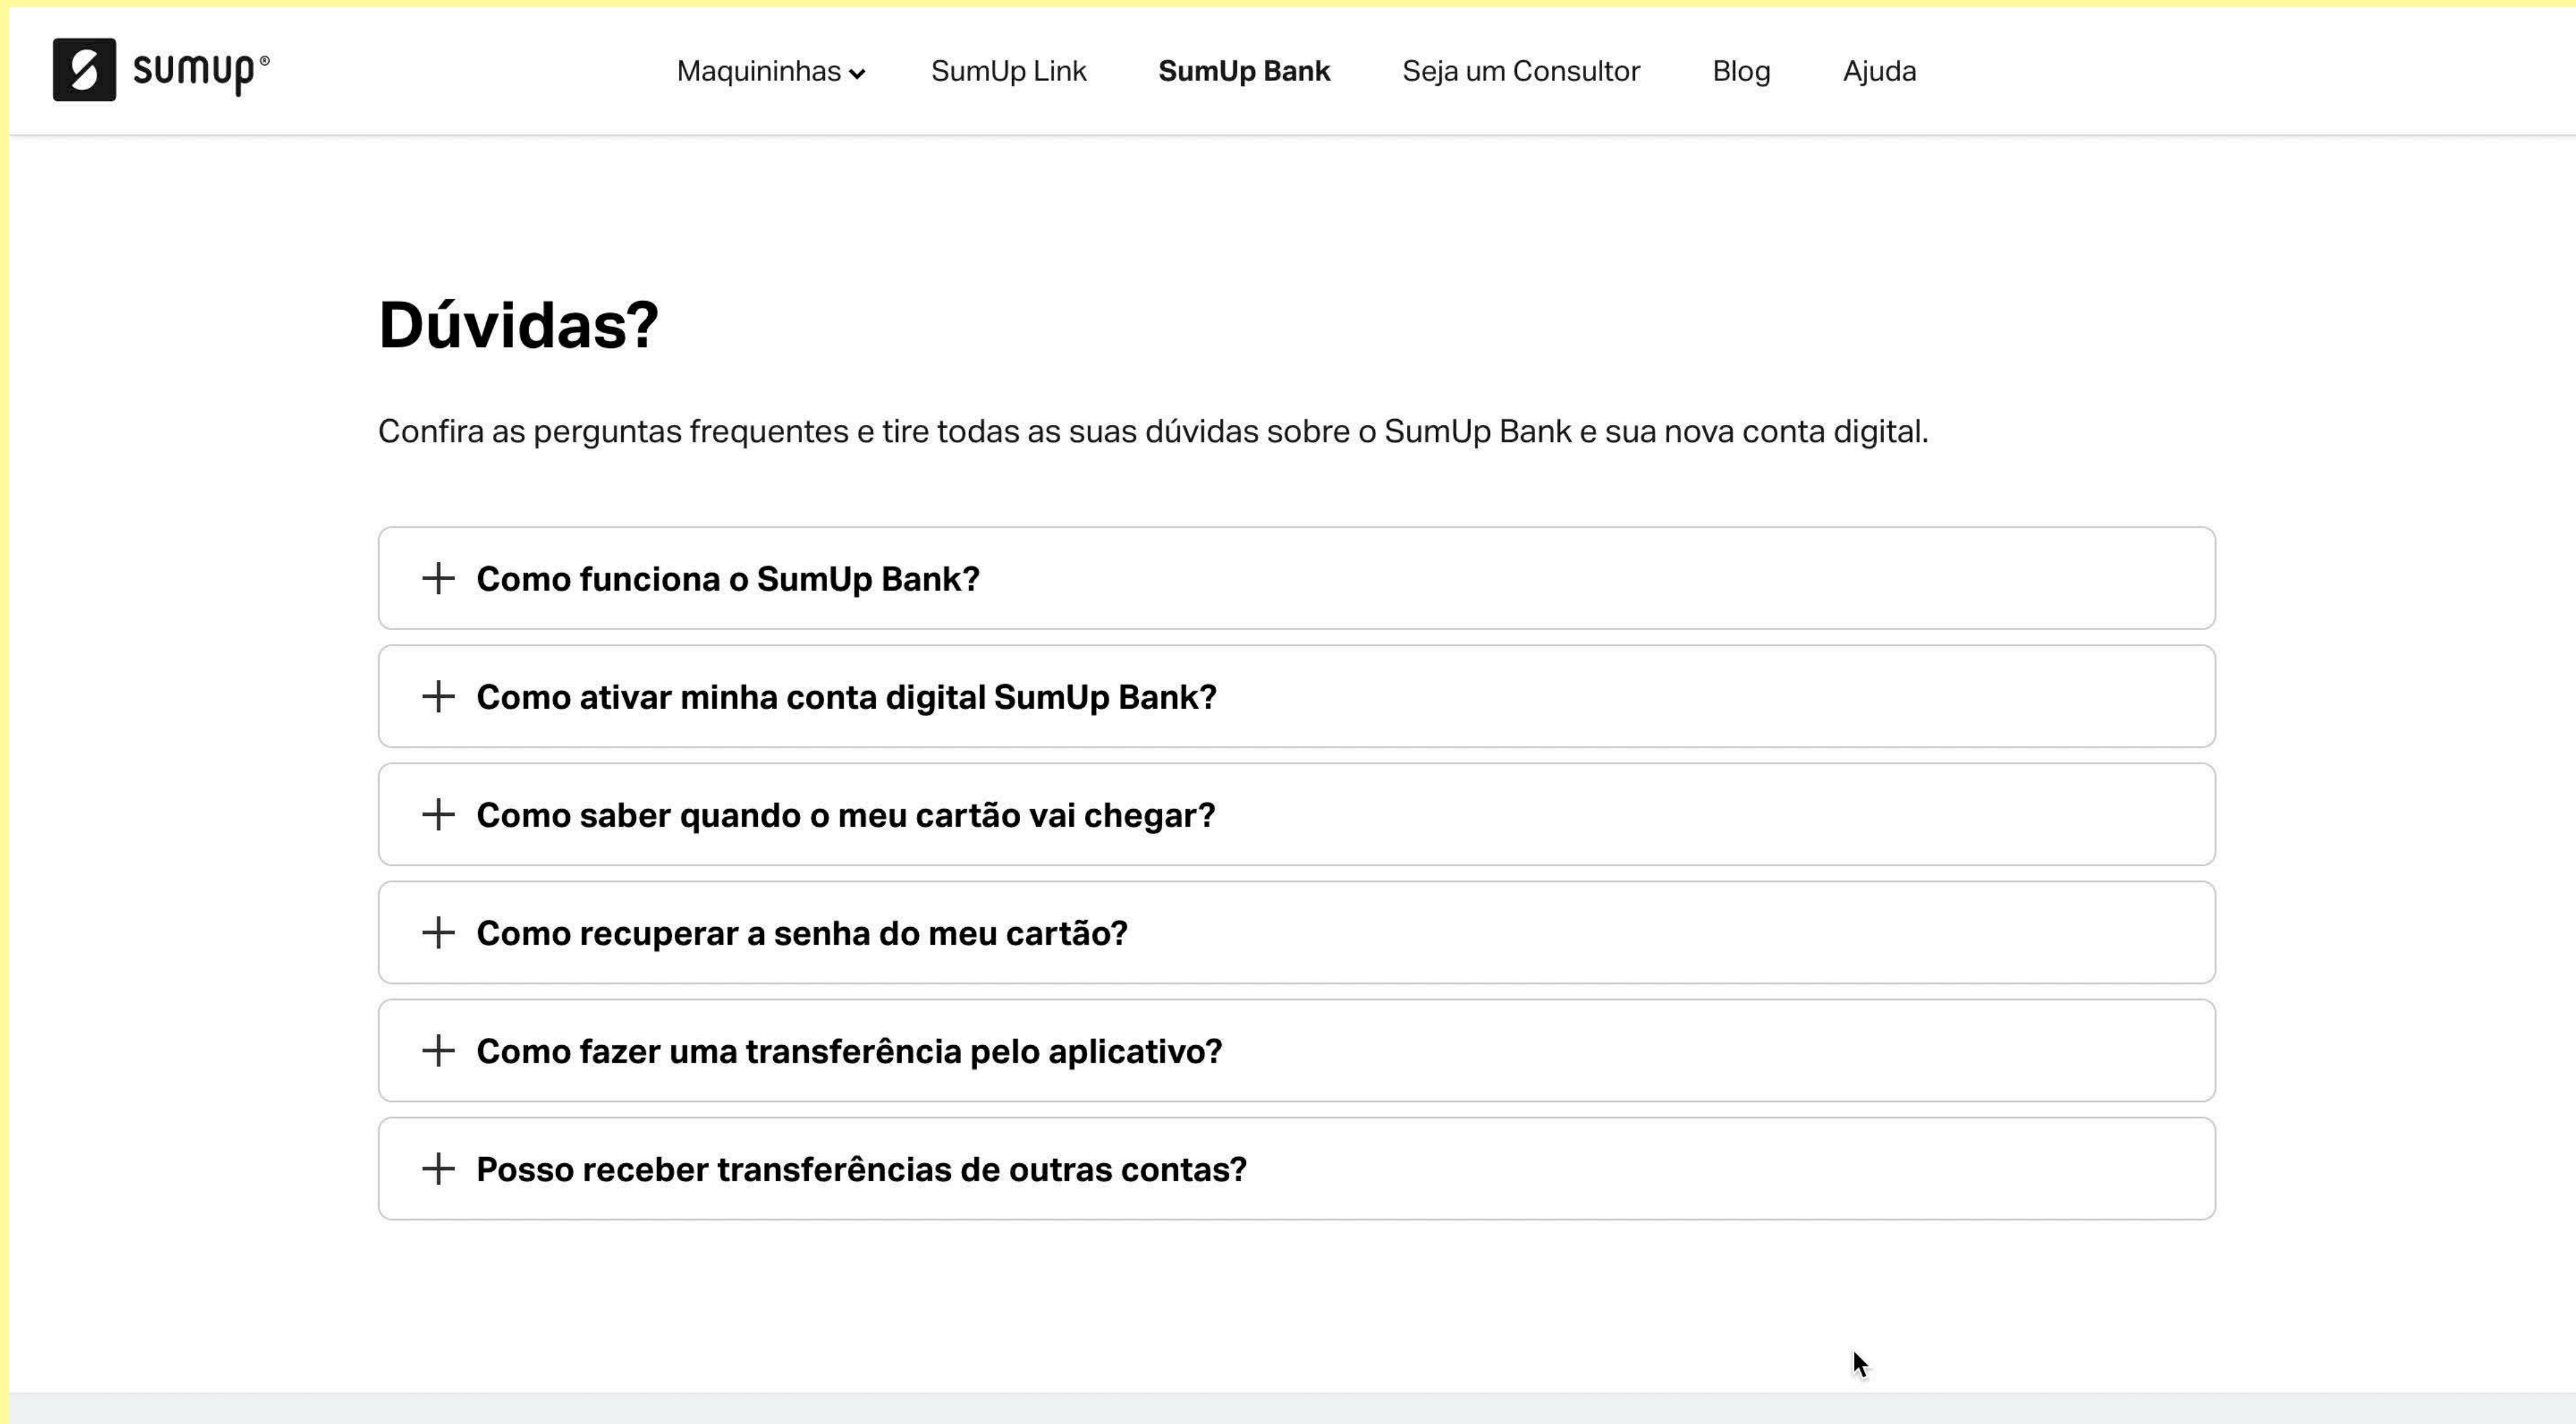 sumup®
Maquininhas
SumUp Link
SumUp Bank
Seja um Consultor
Blog
Ajuda
Dúvidas?
Confira as perguntas frequentes e tire todas as suas dúvidas sobre o SumUp Bank e sua nova conta digital.
Como funciona o SumUp Bank?
Como ativar minha conta digital SumUp Bank?
Como saber quando o meu cartão vai chegar?
Como recuperar a senha do meu cartão?
Como fazer uma transferência pelo aplicativo?
Posso receber transferências de outras contas?